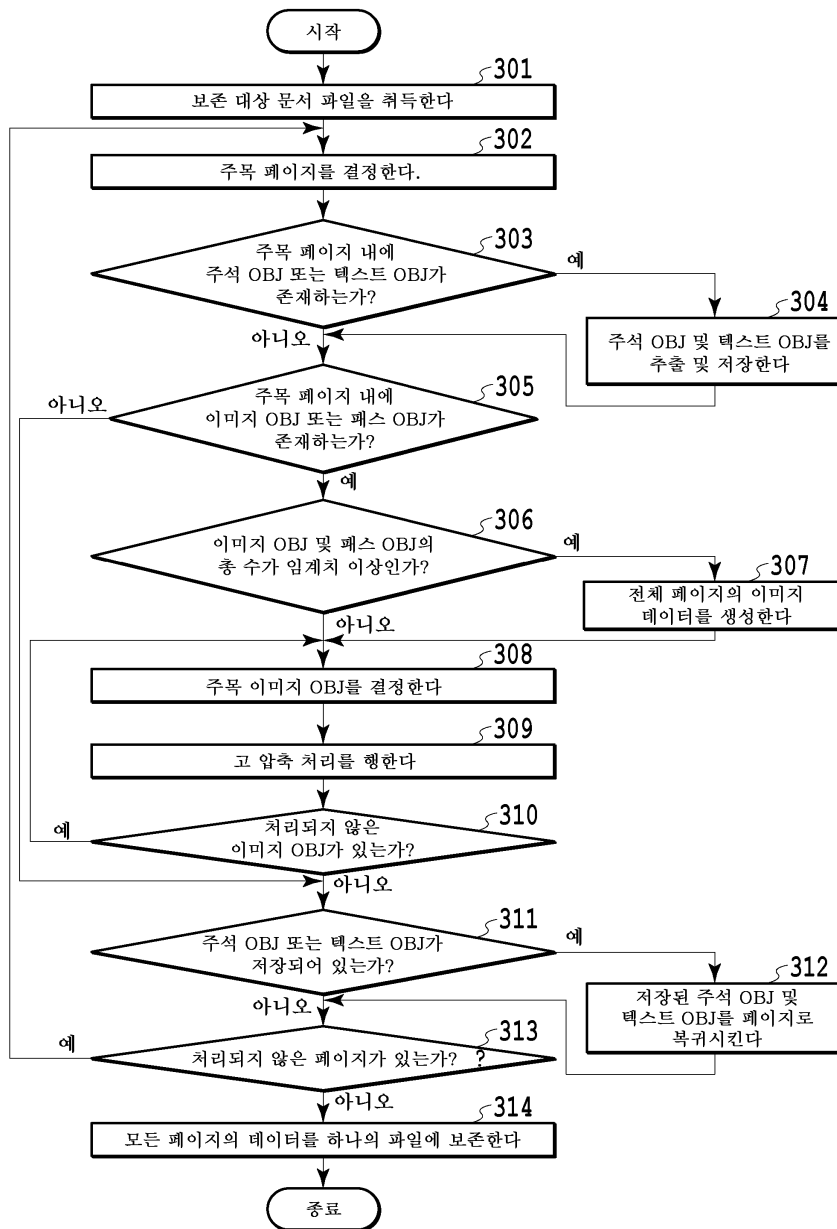 시작
301
보존 대상 문서 파일을 취득한다
302
주목 페이지를 결정한다.
303
주목 페이지 내에
주석 OBJ 또는 텍스트 OBJ가
존재하는가?
예
304
주석 OBJ 및 텍스트 OBJ를
추출 및 저장한다
아니오
305
주목 페이지 내에
이미지 OBJ 또는 패스 OBJ가
존재하는가?
아니오
예
306
이미지 OBJ 및 패스 OBJ의
총 수가 임계치 이상인가?
예
307
전체 페이지의 이미지
데이터를 생성한다
아니오
308
주목 이미지 OBJ를 결정한다
309
고 압축 처리를 행한다
310
처리되지 않은
이미지 OBJ가 있는가?
예
아니오
311
주석 OBJ 또는 텍스트 OBJ가
저장되어 있는가?
예
312
저장된 주석 OBJ 및
텍스트 OBJ를 페이지로
복귀시킨다
아니오
313
처리되지 않은 페이지가 있는가? ?
예
아니오
314
모든 페이지의 데이터를 하나의 파일에 보존한다
종료